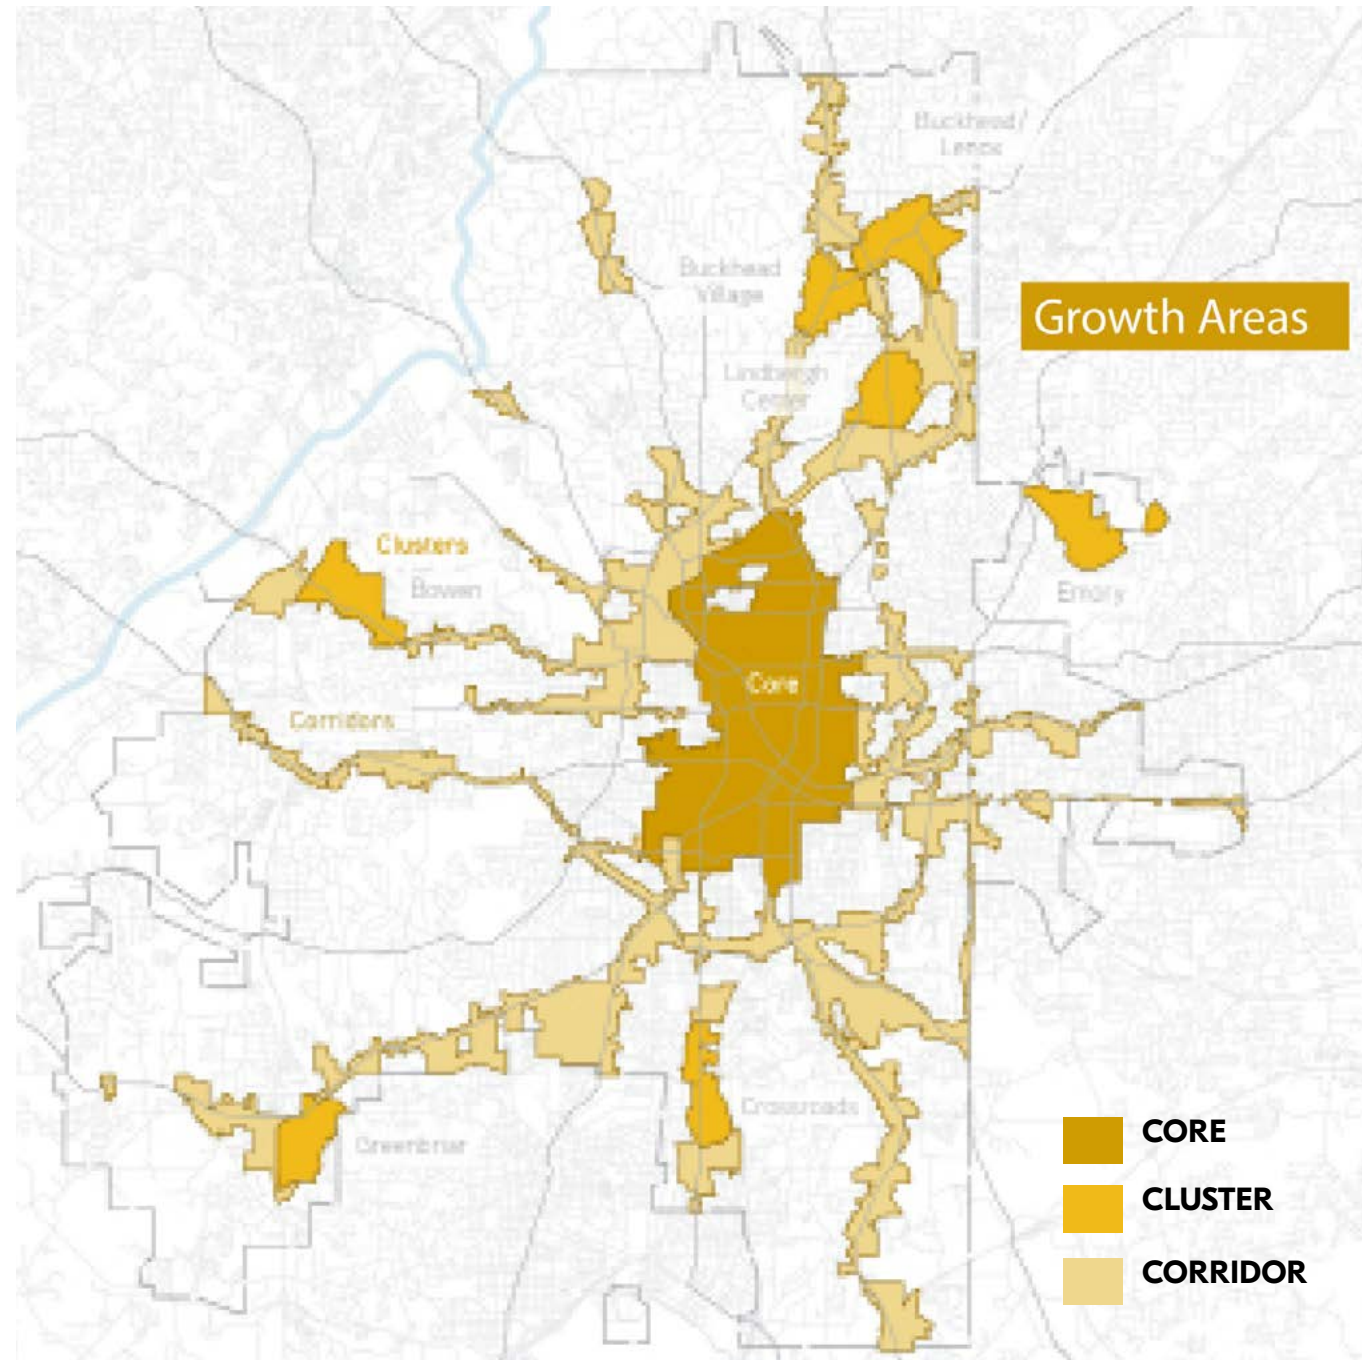 Buckhead/
Lenox
Buckhead
Village
Growth Areas
Lindbergh
Center
Clusters
Bowen
Emory
Core
Corridors
Crossroads
Greenbriar
CORE
CLUSTER
CORRIDOR